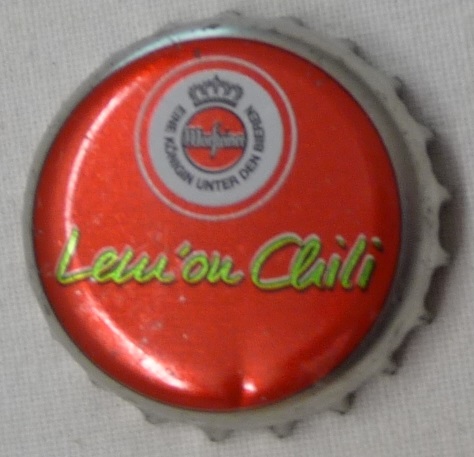 EINE KÖNIGIN UNTER DEN BIEREN
Warsteiner
Lem'on Chili